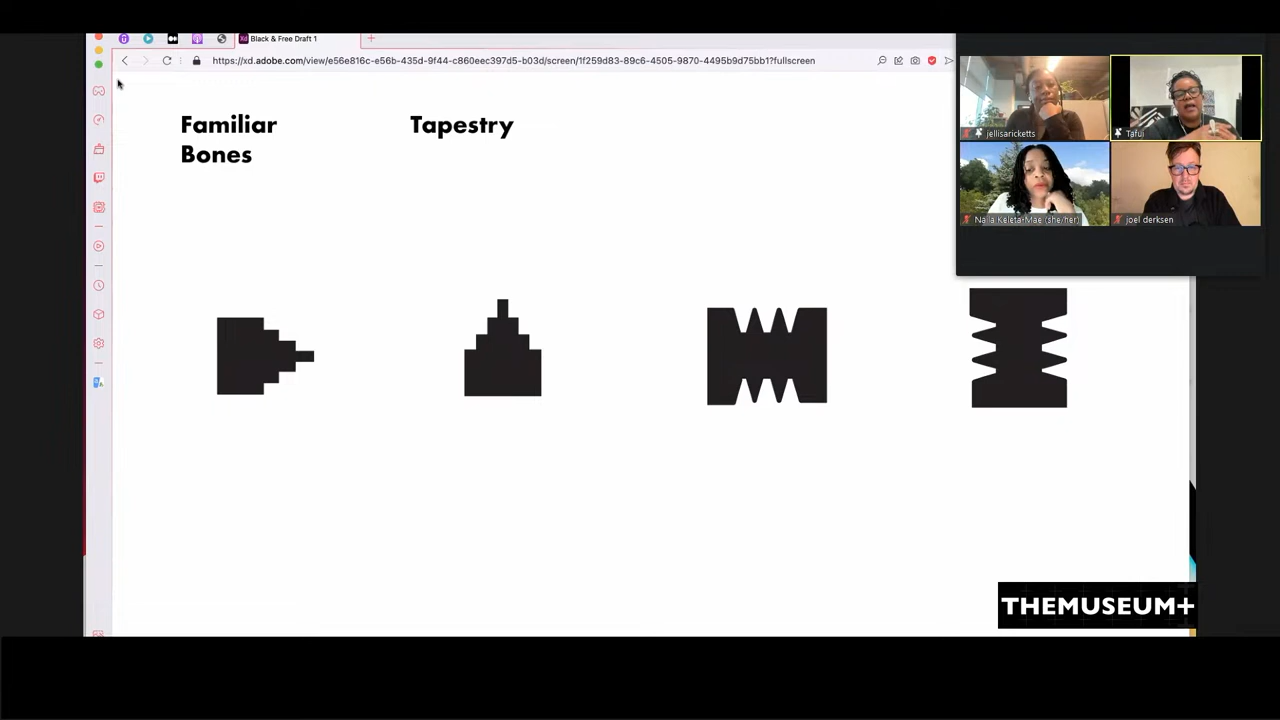 Black & Free Draft 1
https://xd.adobe.com/view/e56e816c-e56b-435d-9f44-c860eec397d5-b03d/screen/1f259d83-89c6-4505-9870-4495b9d75bb1?fullscreen
Familiar
Bones
Tapestry
jellisaricketts
Tafui
Naila Keleta-Mae (she/her)
joel derksen
THEMUSEUM+